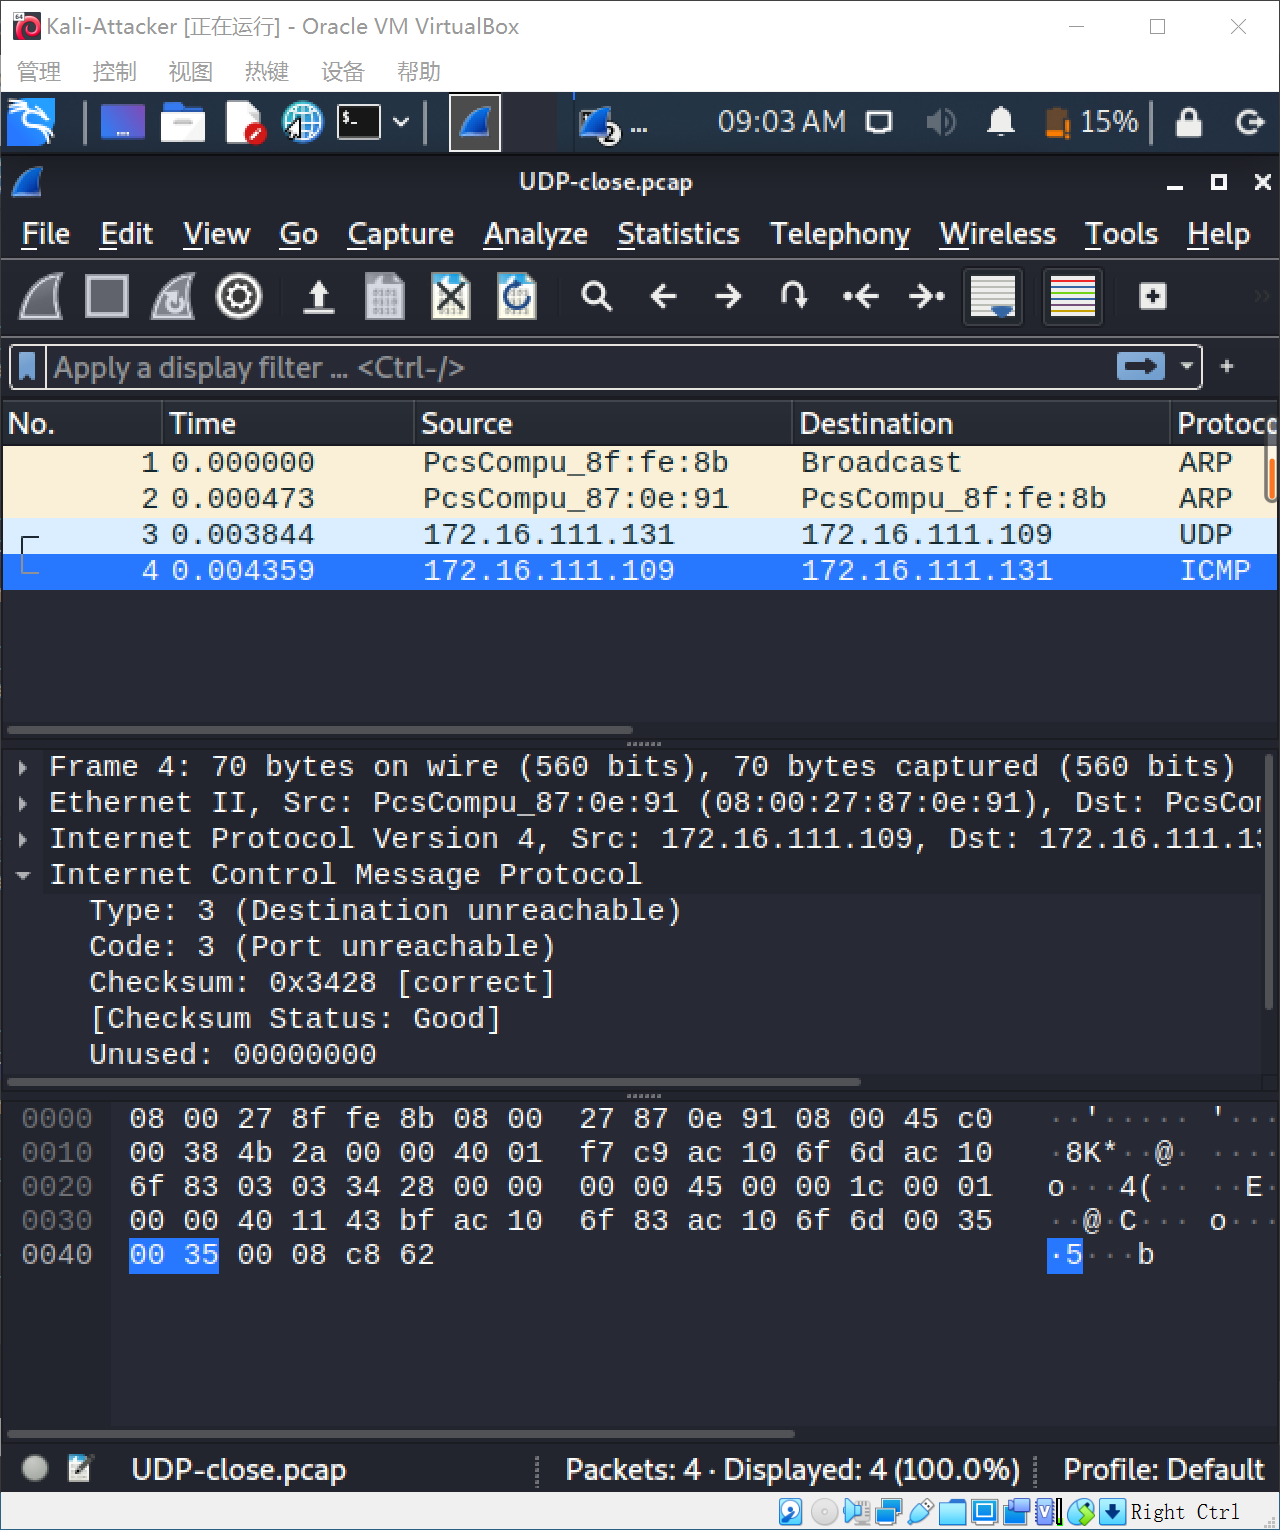 Kali-Attacker [正在运行] - Oracle VM VirtualBox
管理 控制 视图 热键 设备 帮助
09:03 AM 15%
UDP-close.pcap
File Edit View Go Capture Analyze Statistics Telephony Wireless Tools Help
Apply a display filter ... <Ctrl-/>
No. Time Source Destination Protoco
1 0.000000 PcsCompu_8f:fe:8b Broadcast ARP
2 0.000473 PcsCompu_87:0e:91 PcsCompu_8f:fe:8b ARP
3 0.003844 172.16.111.131 172.16.111.109 UDP
4 0.004359 172.16.111.109 172.16.111.131 ICMP
Frame 4: 70 bytes on wire (560 bits), 70 bytes captured (560 bits)
Ethernet II, Src: PcsCompu_87:0e:91 (08:00:27:87:0e:91), Dst: PcsCom
Internet Protocol Version 4, Src: 172.16.111.109, Dst: 172.16.111.13
Internet Control Message Protocol
Type: 3 (Destination unreachable)
Code: 3 (Port unreachable)
Checksum: 0x3428 [correct]
[Checksum Status: Good]
Unused: 00000000
0000 08 00 27 8f fe 8b 08 00 27 87 0e 91 08 00 45 c0 ··'····· '···
0010 00 38 4b 2a 00 00 40 01 f7 c9 ac 10 6f 6d ac 10 ·8K*··@· ····
0020 6f 83 03 03 34 28 00 00 00 00 45 00 00 1c 00 01 o···4(·· ··E·
0030 00 00 40 11 43 bf ac 10 6f 83 ac 10 6f 6d 00 35 ··@·C··· o···
0040 00 35 00 08 c8 62 ·5···b
UDP-close.pcap Packets: 4 · Displayed: 4 (100.0%) Profile: Default
Right Ctrl